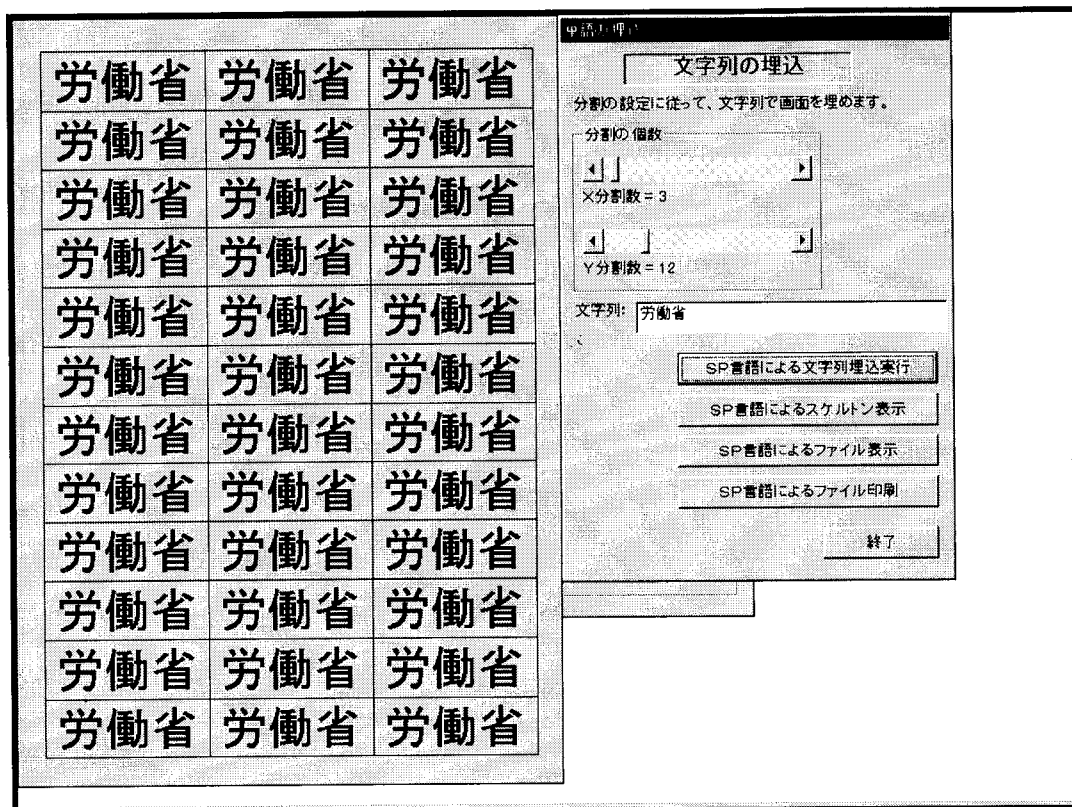 労働省 労働省 労働省
労働省 労働省 労働省
労働省 労働省 労働省
労働省 労働省 労働省
労働省 労働省 労働省
労働省 労働省 労働省
労働省 労働省 労働省
労働省 労働省 労働省
労働省 労働省 労働省
労働省 労働省 労働省
労働省 労働省 労働省
労働省 労働省 労働省
文字列の埋込
分割の設定に従って、文字列で画面を埋めます。
分割の個数
X分割数 = 3
Y分割数 = 12
文字列: 労働省
SP言語による文字列埋込実行
SP言語によるスケルトン表示
SP言語によるファイル表示
SP言語によるファイル印刷
終了